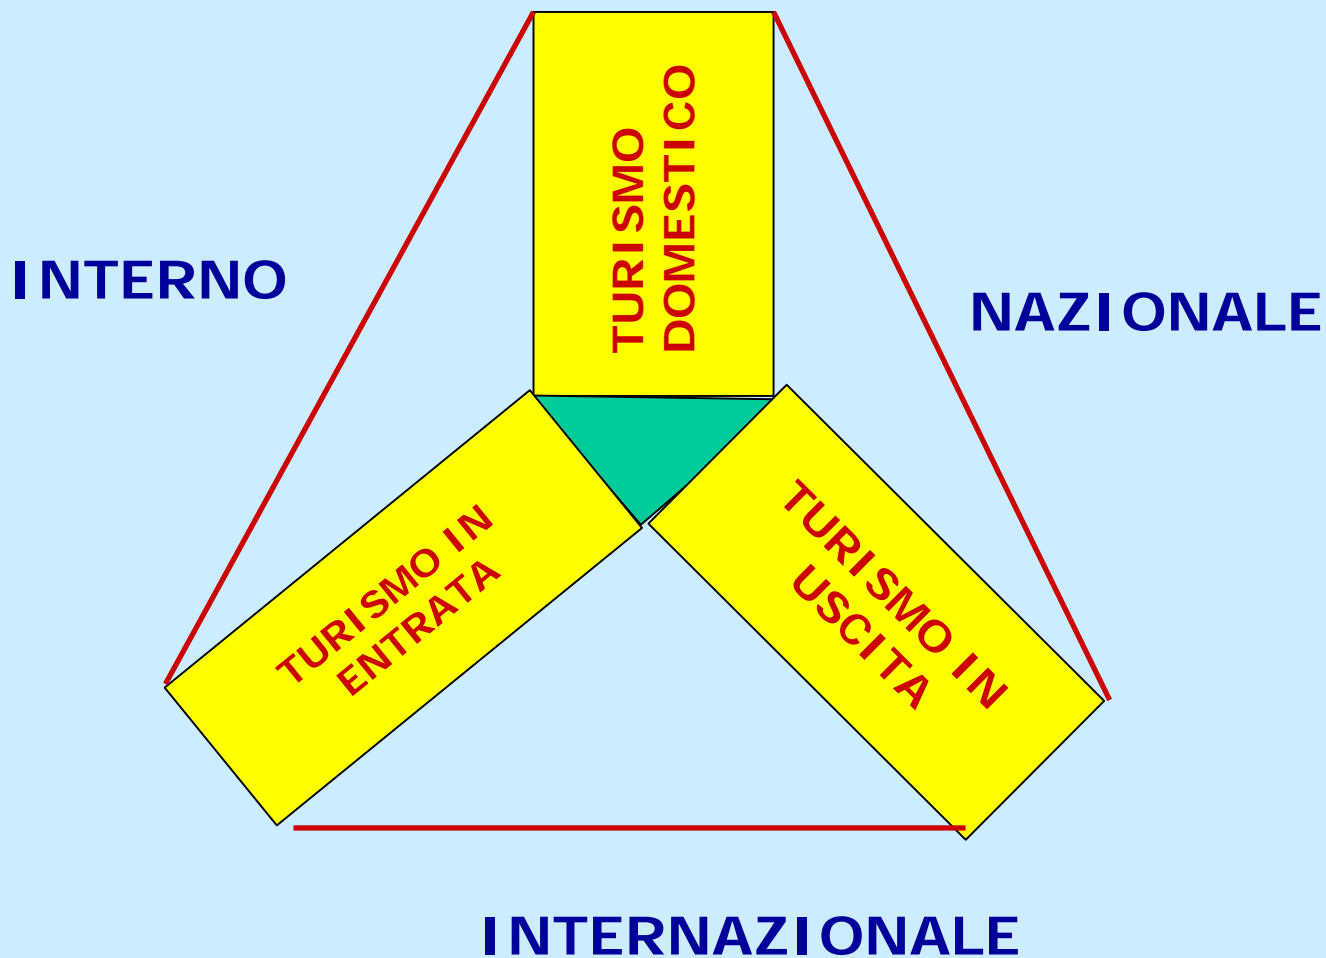 TURISMO
DOMESTICO
INTERNO
NAZIONALE
TURISMO IN
ENTRATA
TURISMO IN
USCITA
INTERNAZIONALE